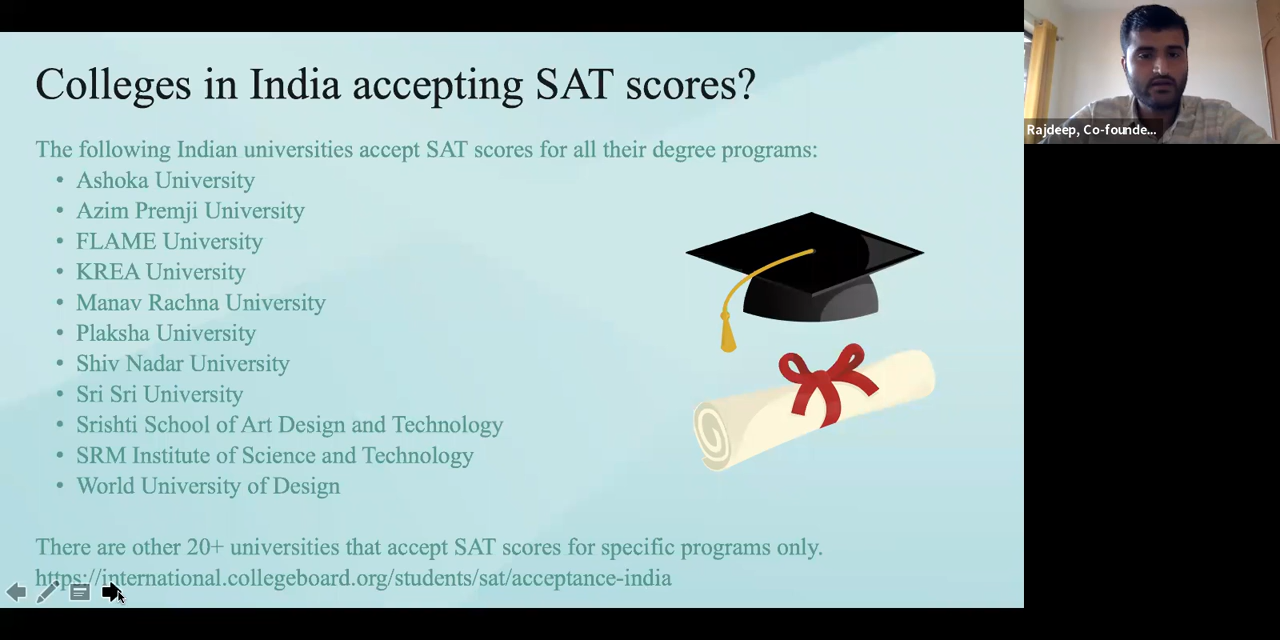 Colleges in India accepting SAT scores?
The following Indian universities accept SAT scores for all their degree programs:
• Ashoka University
• Azim Premji University
• FLAME University
• KREA University
• Manav Rachna University
• Plaksha University
• Shiv Nadar University
• Sri Sri University
• Srishti School of Art Design and Technology
• SRM Institute of Science and Technology
• World University of Design
There are other 20+ universities that accept SAT scores for specific programs only.
https://international.collegeboard.org/students/sat/acceptance-india
Rajdeep, Co-founde...